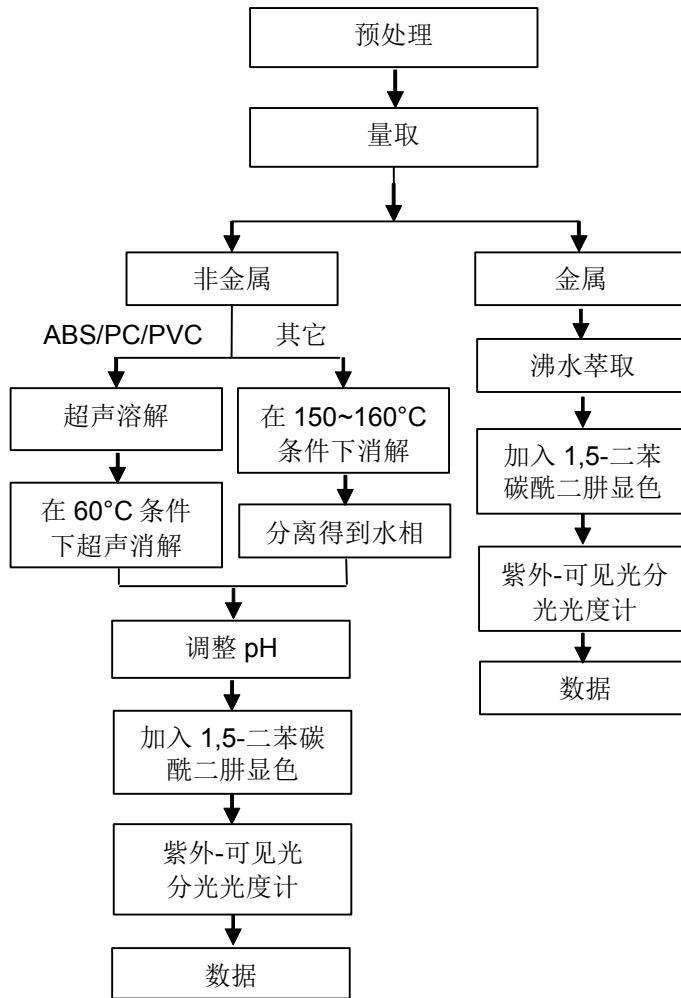 预处理
量取
非金属
金属
ABS/PC/PVC
其它
超声溶解
在 60°C 条件
下超声消解
在 150~160°C
条件下消解
分离得到水相
调整 pH
加入 1,5-二苯碳
酰二肼显色
紫外-可见光
分光光度计
数据
沸水萃取
加入 1,5-二苯
碳酰二肼显色
紫外-可见光分
光光度计
数据